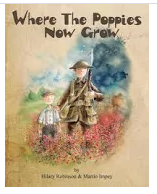 Where The Poppies
Now Grow
by
Hilary Robinson & Martin Impey